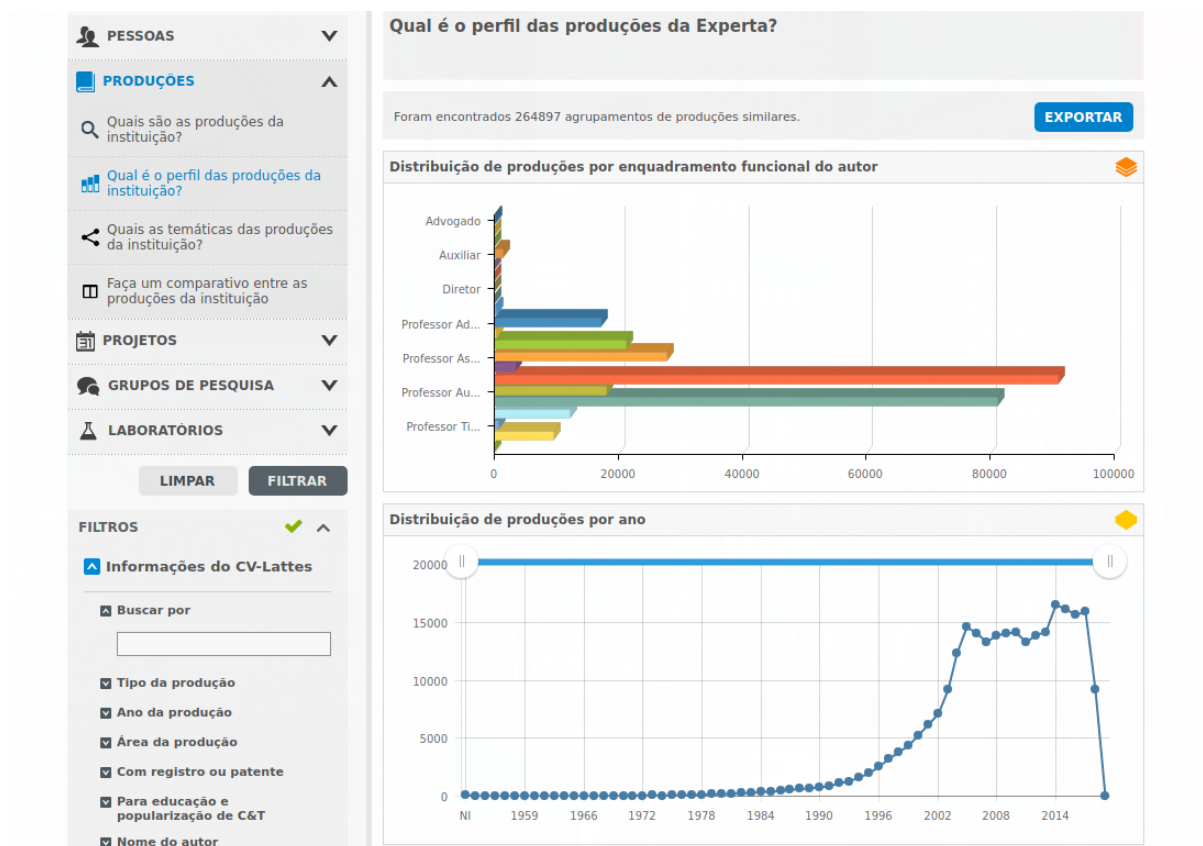 PESSOAS
PRODUÇÕES
Quais são as produções da
instituição?
Qual é o perfil das produções da
instituição?
Quais as temáticas das produções
da instituição?
Faça um comparativo entre as
produções da instituição
PROJETOS
GRUPOS DE PESQUISA
LABORATÓRIOS
LIMPAR
FILTRAR
FILTROS
Informações do CV-Lattes
Buscar por
Tipo da produção
Ano da produção
Área da produção
Com registro ou patente
Para educação e
popularização de C&T
Nome do autor
Qual é o perfil das produções da Experta?
Foram encontrados 264897 agrupamentos de produções similares.
EXPORTAR
Distribuição de produções por enquadramento funcional do autor
Advogado
Auxiliar
Diretor
Professor Ad...
Professor As...
Professor Au...
Professor Ti...
0 20000 40000 60000 80000 100000
Distribuição de produções por ano
20000
15000
10000
5000
0
NI 1959 1966 1972 1978 1984 1990 1996 2002 2008 2014